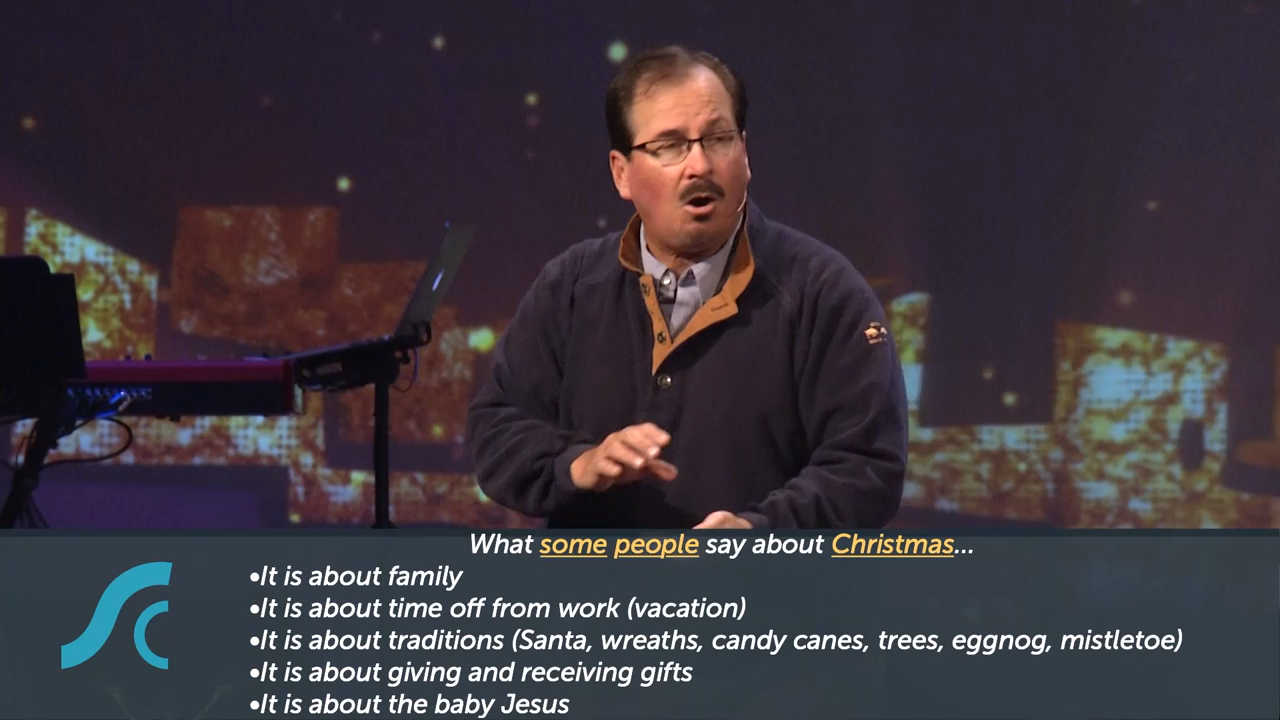 What some people say about Christmas...
•It is about family
•It is about time off from work (vacation)
•It is about traditions (Santa, wreaths, candy canes, trees, eggnog, mistletoe)
•It is about giving and receiving gifts
•It is about the baby Jesus